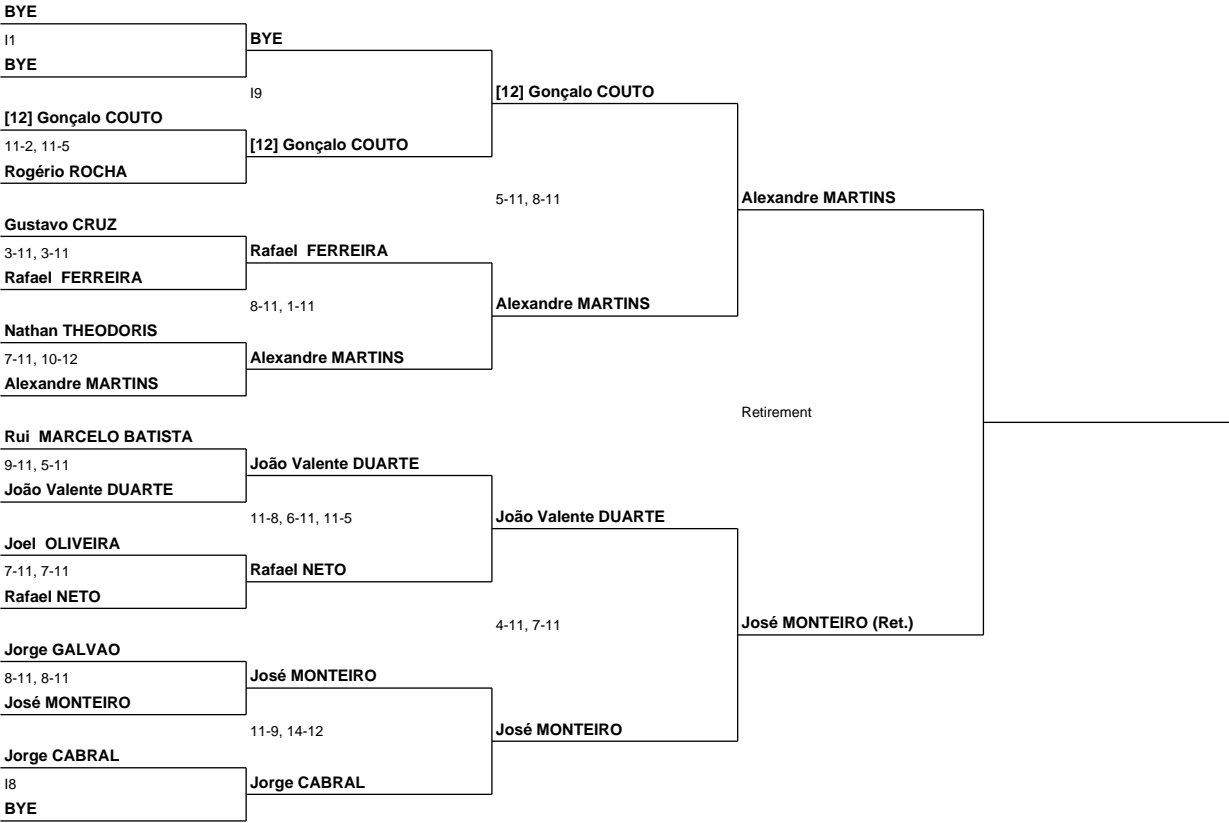 BYE
I1
BYE
BYE
I9
[12] Gonçalo COUTO
[12] Gonçalo COUTO
11-2, 11-5
[12] Gonçalo COUTO
Rogério ROCHA
5-11, 8-11
Alexandre MARTINS
Gustavo CRUZ
3-11, 3-11
Rafael  FERREIRA
Rafael  FERREIRA
8-11, 1-11
Alexandre MARTINS
Nathan THEODORIS
7-11, 10-12
Alexandre MARTINS
Alexandre MARTINS
Retirement
Rui  MARCELO BATISTA
9-11, 5-11
João Valente DUARTE
João Valente DUARTE
11-8, 6-11, 11-5
João Valente DUARTE
Joel  OLIVEIRA
7-11, 7-11
Rafael NETO
Rafael NETO
4-11, 7-11
José MONTEIRO (Ret.)
Jorge GALVAO
8-11, 8-11
José MONTEIRO
José MONTEIRO
11-9, 14-12
José MONTEIRO
Jorge CABRAL
I8
Jorge CABRAL
BYE